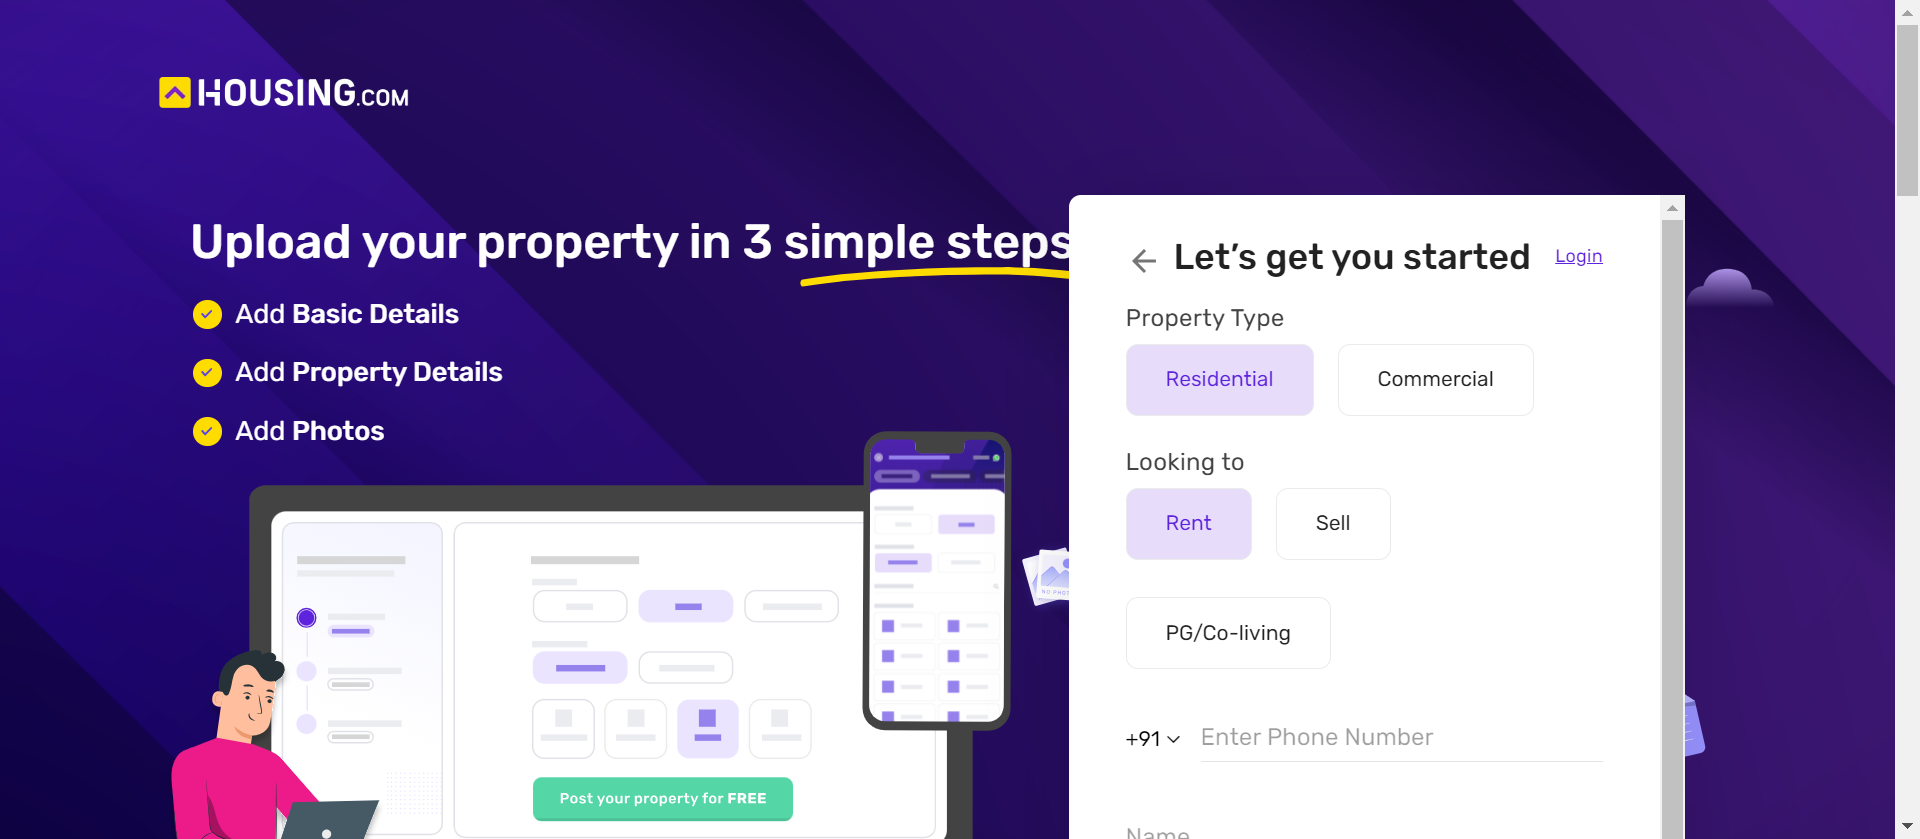 HOUSING.COM
Upload your property in 3 simple steps
Add Basic Details
Add Property Details
Add Photos
Post your property for FREE
Let's get you started
Login
Property Type
Residential
Commercial
Looking to
Rent
Sell
PG/Co-living
+91
Enter Phone Number
Name